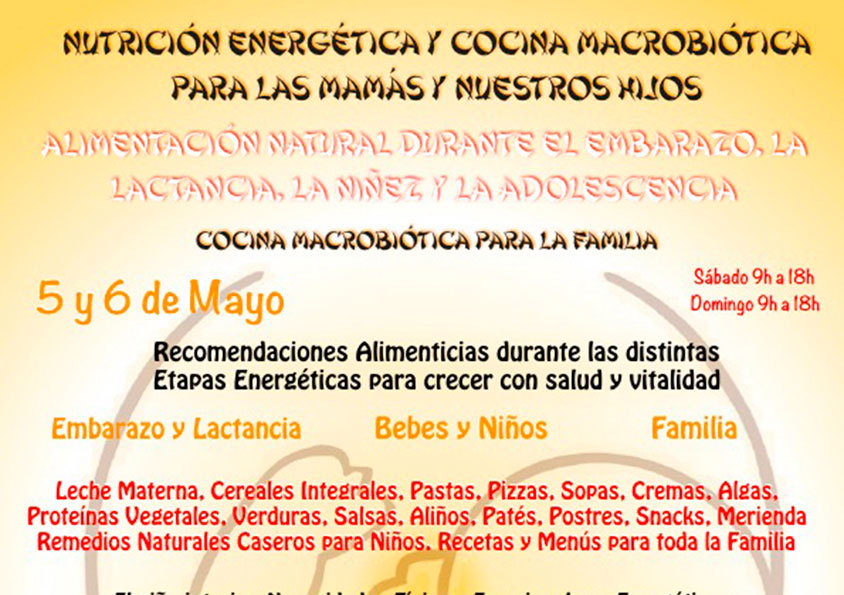 NUTRICIÓN ENERGÉTICA Y COCINA MACROBIÓTICA
PARA LAS MAMÁS Y NUESTROS HIJOS
ALIMENTACIÓN NATURAL DURANTE EL EMBARAZO, LA
LACTANCIA, LA NIÑEZ Y LA ADOLESCENCIA
COCINA MACROBIÓTICA PARA LA FAMILIA
5 y 6 de Mayo
Sábado 9h a 18h
Domingo 9h a 18h
Recomendaciones Alimenticias durante las distintas
Etapas Energéticas para crecer con salud y vitalidad
Embarazo y Lactancia Bebes y Niños Familia
Leche Materna, Cereales Integrales, Pastas, Pizzas, Sopas, Cremas, Algas,
Proteínas Vegetales, Verduras, Salsas, Aliños, Patés, Postres, Snacks, Merienda
Remedios Naturales Caseros para Niños, Recetas y Menús para toda la Familia